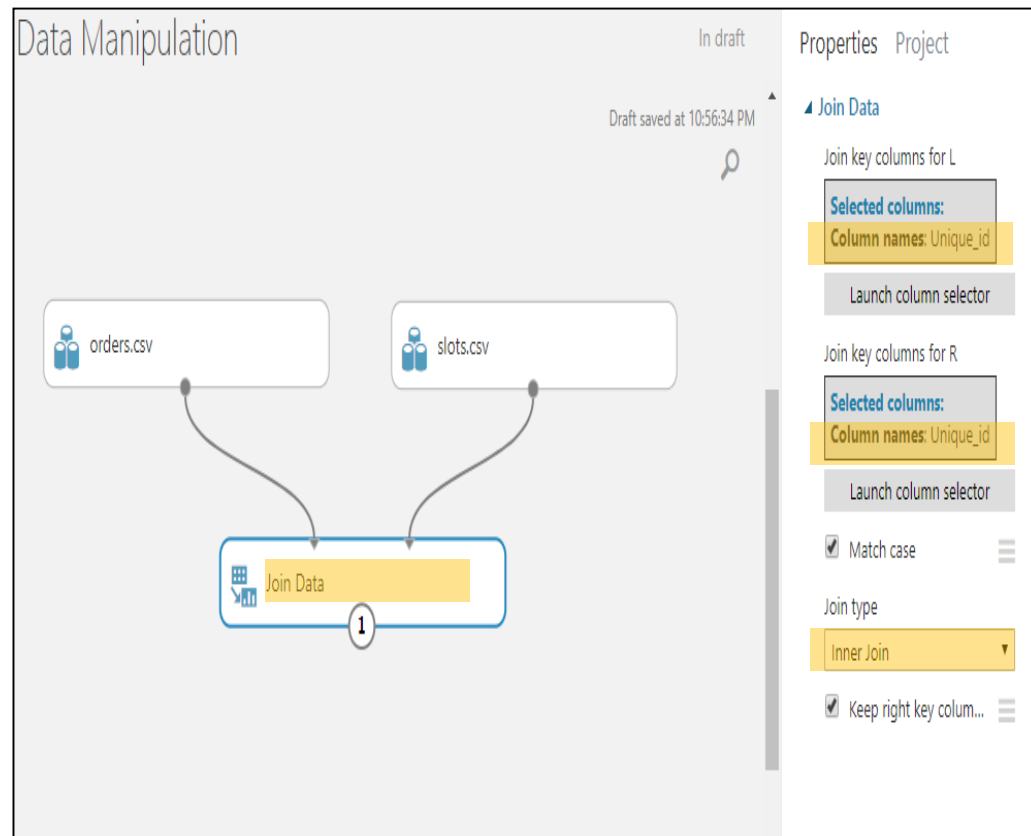 Data Manipulation
In draft
Properties Project
Draft saved at 10:56:34 PM
Join Data
Join key columns for L
Selected columns:
Column names: Unique_id
Launch column selector
orders.csv
slots.csv
Join key columns for R
Selected columns:
Column names: Unique_id
Launch column selector
Match case
Join Data
1
Join type
Inner Join
Keep right key colum...